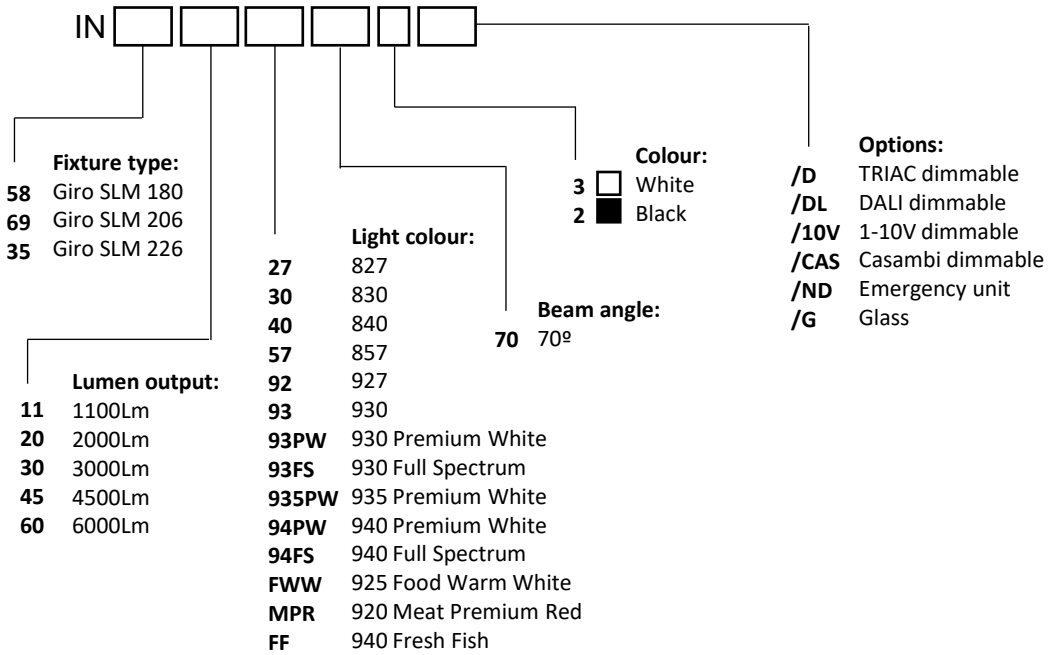 IN
Fixture type:
58 Giro SLM 180
69 Giro SLM 206
35 Giro SLM 226
Lumen output:
11 1100Lm
20 2000Lm
30 3000Lm
45 4500Lm
60 6000Lm
Light colour:
27 827
30 830
40 840
57 857
92 927
93 930
93PW 930 Premium White
93FS 930 Full Spectrum
935PW 935 Premium White
94PW 940 Premium White
94FS 940 Full Spectrum
FWW 925 Food Warm White
MPR 920 Meat Premium Red
FF 940 Fresh Fish
Beam angle:
70 70º
Colour:
3 White
2 Black
Options:
/D TRIAC dimmable
/DL DALI dimmable
/10V 1-10V dimmable
/CAS Casambi dimmable
/ND Emergency unit
/G Glass